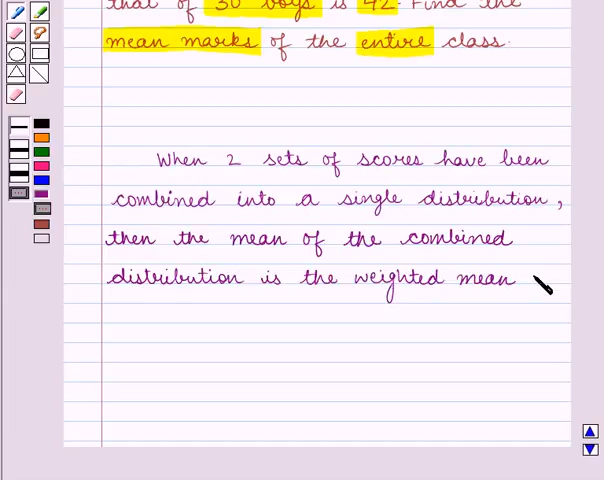 that of 30 boys is 42. Find the
mean marks of the entire class.
When 2 sets of scores have been
combined into a single distribution,
then the mean of the combined
distribution is the weighted mean